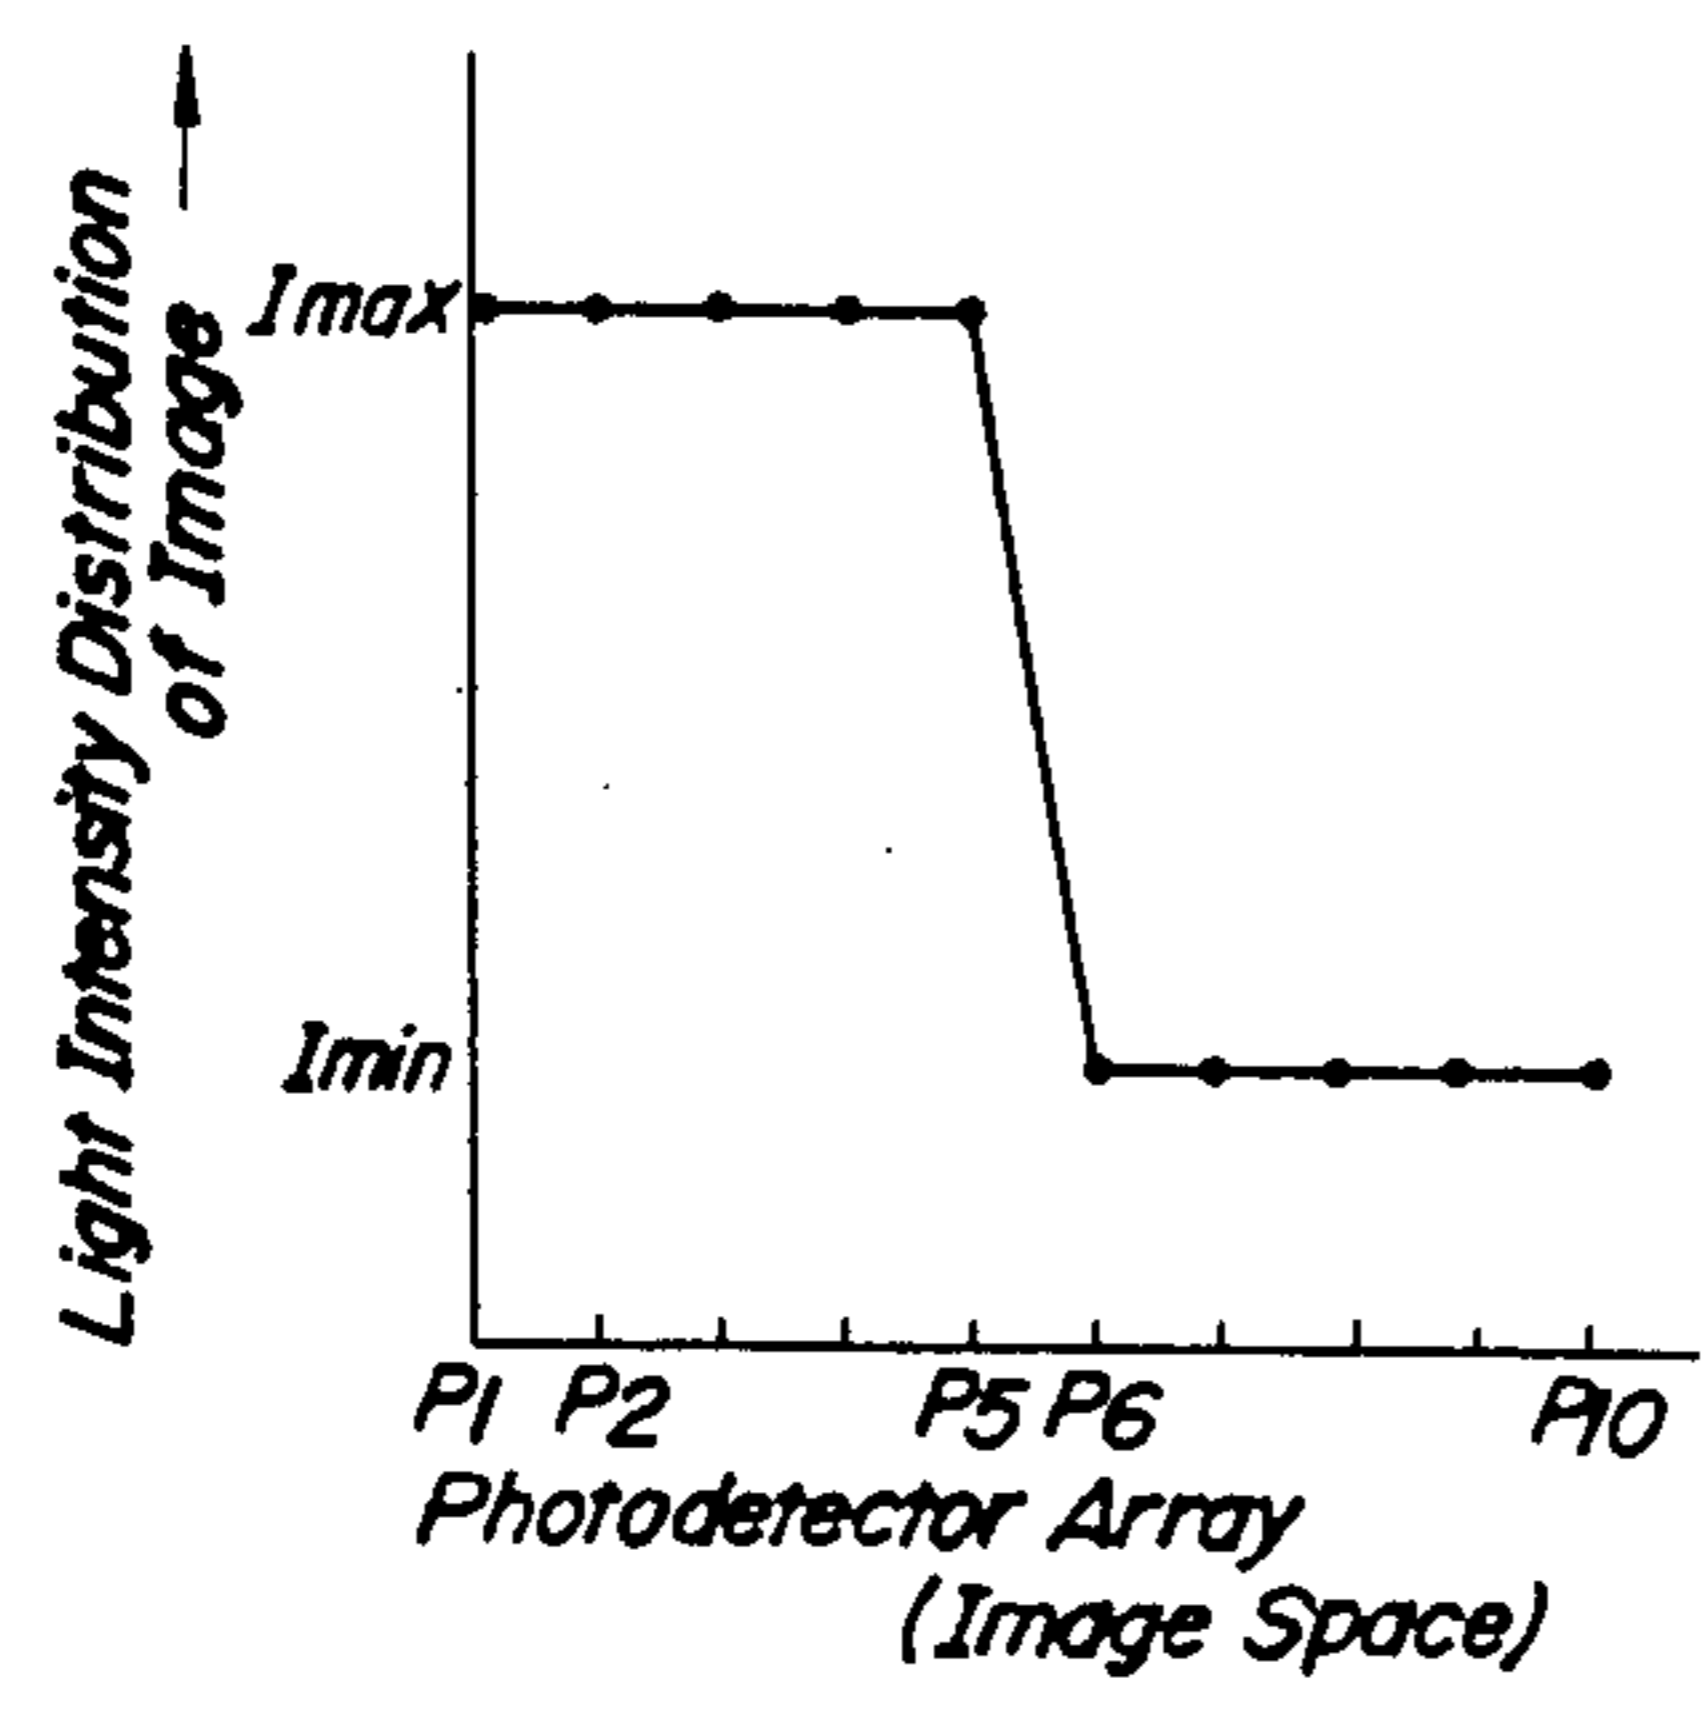 Light Intensity Distribution
of Image
Imax
Imin
P1 P2 P5 P6 P10
Photodetector Array
(Image Space)